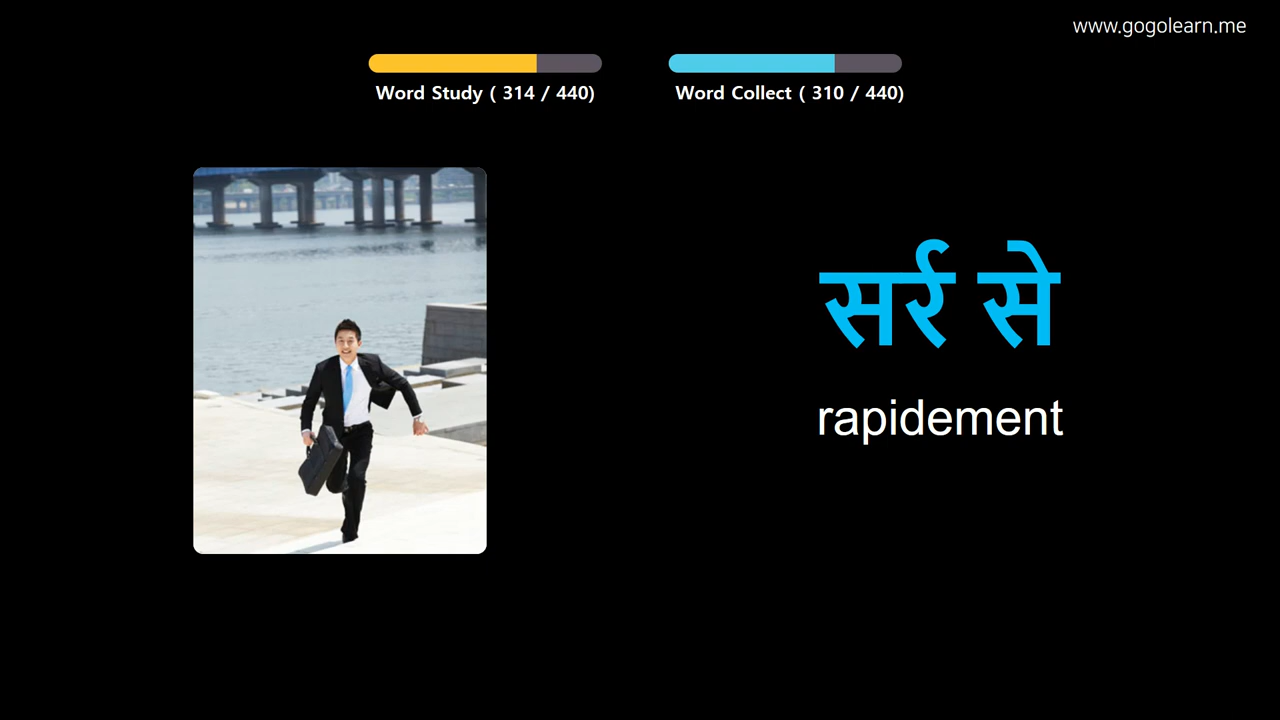 www.gogolearn.me
Word Study ( 314 / 440)
Word Collect ( 310 / 440)
सर्र से
rapidement